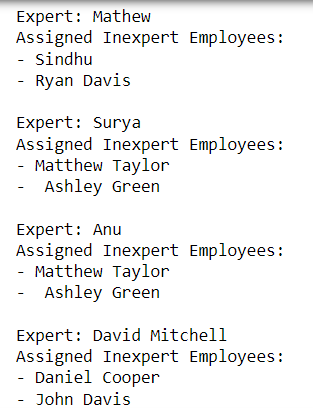 Expert: Mathew
Assigned Inexpert Employees:
- Sindhu
- Ryan Davis
Expert: Surya
Assigned Inexpert Employees:
- Matthew Taylor
-  Ashley Green
Expert: Anu
Assigned Inexpert Employees:
- Matthew Taylor
-  Ashley Green
Expert: David Mitchell
Assigned Inexpert Employees:
- Daniel Cooper
- John Davis